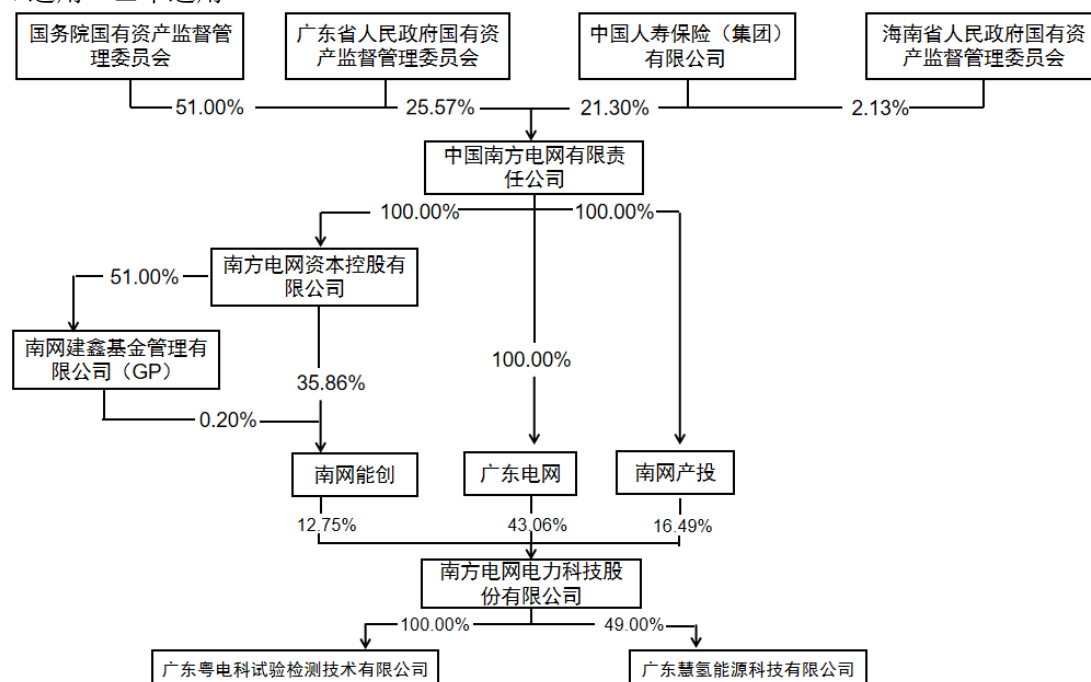 国务院国有资产监督管
理委员会
广东省人民政府国有资
产监督管理委员会
中国人寿保险（集团）
有限公司
海南省人民政府国有资
产监督管理委员会
51.00%
25.57%
21.30%
2.13%
中国南方电网有限责
任公司
100.00%
100.00%
南方电网资本控股有
限公司
51.00%
南网建鑫基金管理有
限公司（GP）
100.00%
35.86%
0.20%
南网能创
广东电网
南网产投
12.75%
43.06%
16.49%
南方电网电力科技股
份有限公司
100.00%
49.00%
广东粤电科试验检测技术有限公司
广东慧氢能源科技有限公司